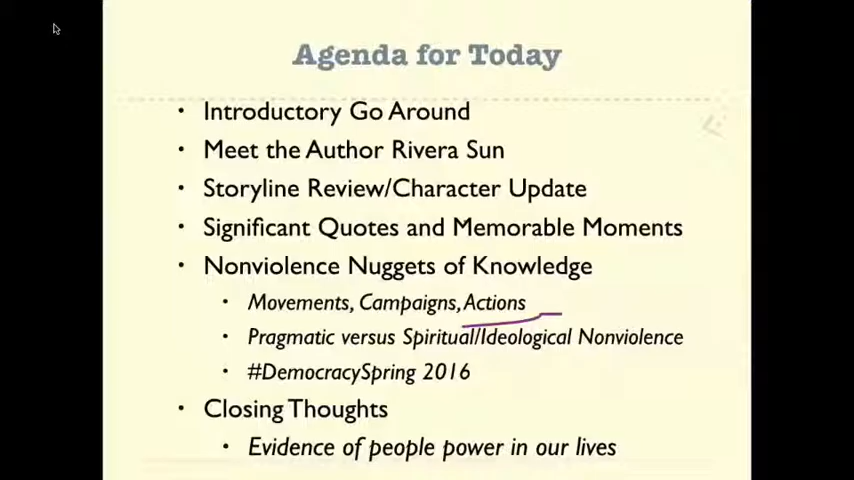 Agenda for Today
• Introductory Go Around
• Meet the Author Rivera Sun
• Storyline Review/Character Update
• Significant Quotes and Memorable Moments
• Nonviolence Nuggets of Knowledge
• Movements, Campaigns, Actions
• Pragmatic versus Spiritual/Ideological Nonviolence
• #DemocracySpring 2016
• Closing Thoughts
• Evidence of people power in our lives